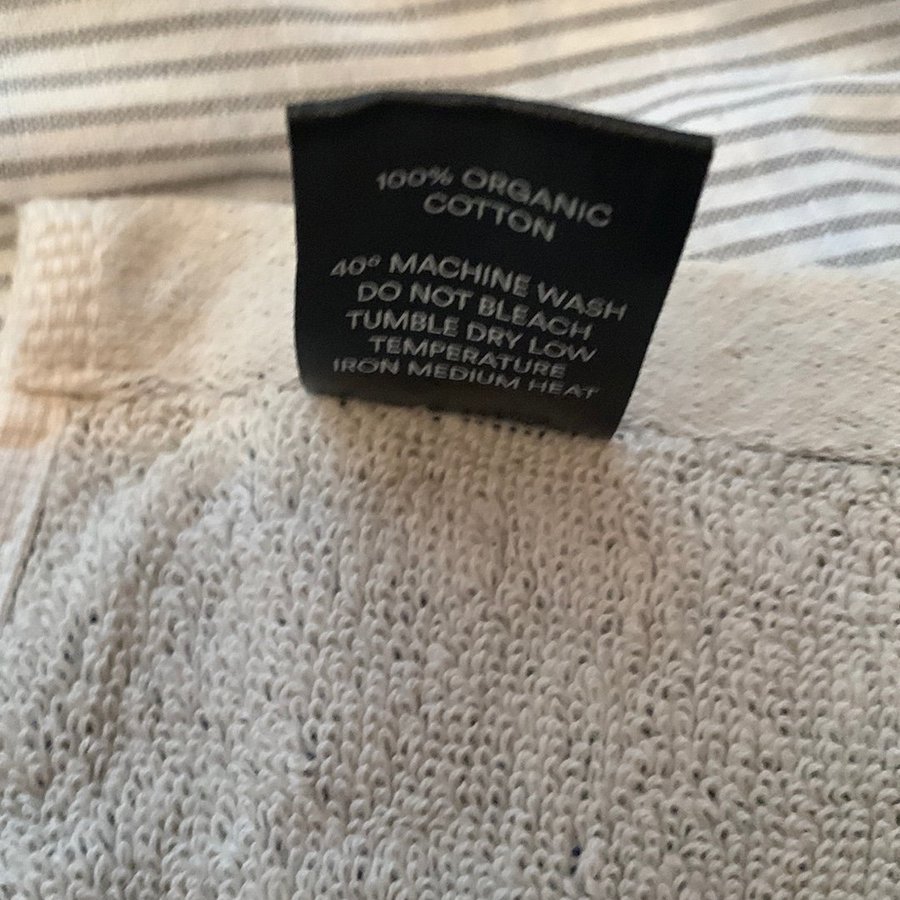 100% ORGANIC
COTTON
40° MACHINE WASH
DO NOT BLEACH
TUMBLE DRY LOW
TEMPERATURE
IRON MEDIUM HEAT